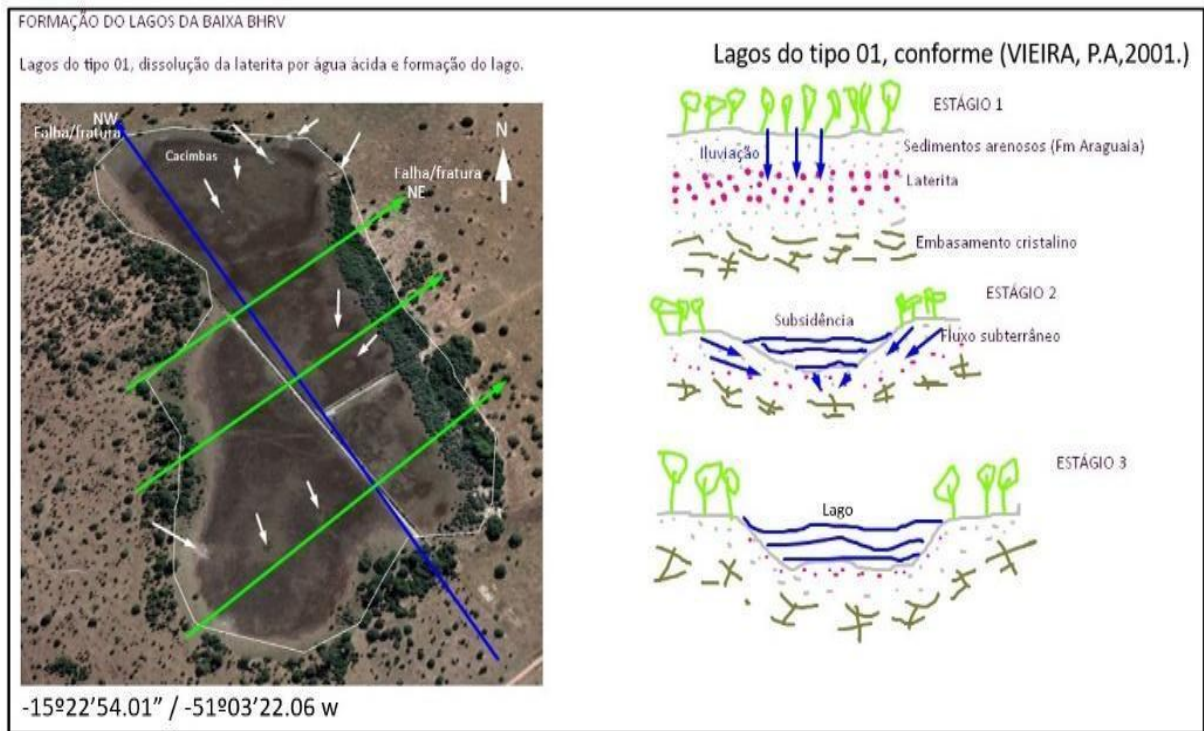 FORMAÇÃO DO LAGOS DA BAIXA BHRV
Lagos do tipo 01, dissolução da laterita por água ácida e formação do lago.
NW
Falha/fratura
Cacimbas
Falha/fratura
NE
N
-15º22’54.01” / -51º03’22.06 w
Lagos do tipo 01, conforme (VIEIRA, P.A,2001.)
ESTÁGIO 1
Iluviação
Sedimentos arenosos (Fm Araguaia)
Laterita
Embasamento cristalino
ESTÁGIO 2
Subsidência
Fluxo subterrâneo
ESTÁGIO 3
Lago